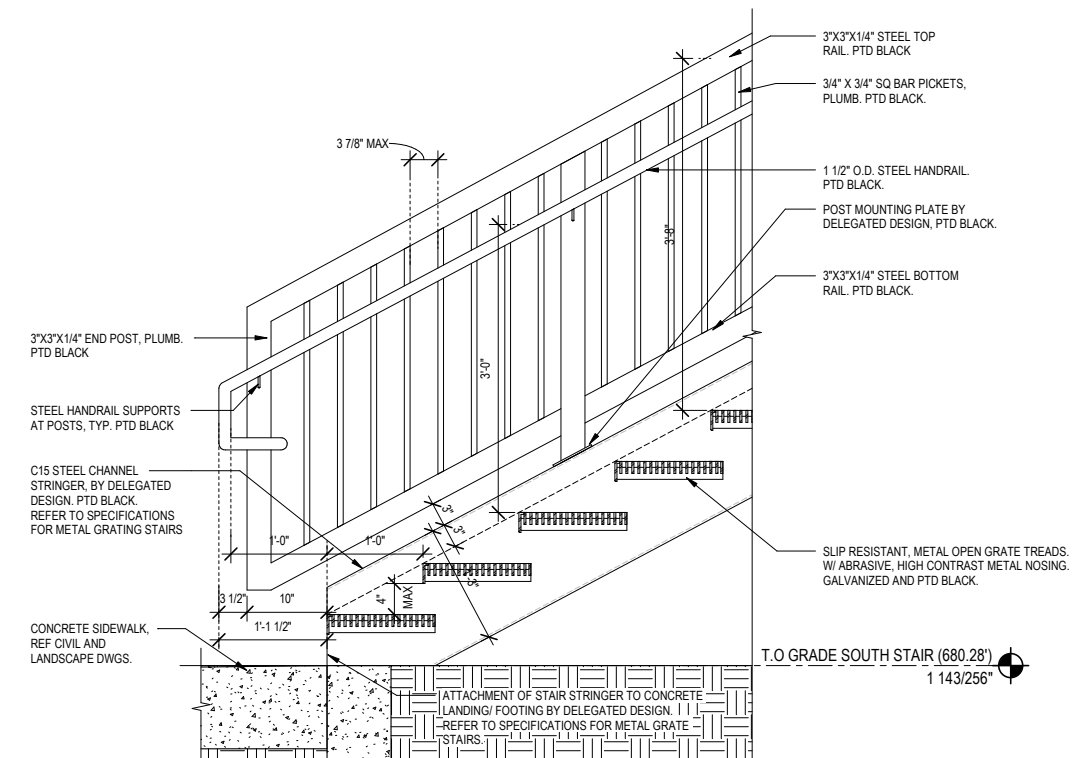 3"X3"X1/4" STEEL TOP
RAIL. PTD BLACK
3/4" X 3/4" SQ BAR PICKETS,
PLUMB. PTD BLACK.
3 7/8" MAX
1 1/2" O.D. STEEL HANDRAIL.
PTD BLACK.
POST MOUNTING PLATE BY
DELEGATED DESIGN, PTD BLACK.
3'-8"
3"X3"X1/4" STEEL BOTTOM
RAIL. PTD BLACK.
3"X3"X1/4" END POST, PLUMB.
PTD BLACK
3'-0"
STEEL HANDRAIL SUPPORTS
AT POSTS, TYP. PTD BLACK
C15 STEEL CHANNEL
STRINGER, BY DELEGATED
DESIGN. PTD BLACK.
REFER TO SPECIFICATIONS
FOR METAL GRATING STAIRS
3"
3"
1'-0"
1'-0"
SLIP RESISTANT, METAL OPEN GRATE TREADS.
W/ ABRASIVE, HIGH CONTRAST METAL NOSING.
GALVANIZED AND PTD BLACK.
3 1/2"
10"
4"
MAX
1'-1 1/2"
CONCRETE SIDEWALK,
REF CIVIL AND
LANDSCAPE DWGS.
T.O GRADE SOUTH STAIR (680.28')
1 143/256"
ATTACHMENT OF STAIR STRINGER TO CONCRETE
LANDING/ FOOTING BY DELEGATED DESIGN.
REFER TO SPECIFICATIONS FOR METAL GRATE
STAIRS.